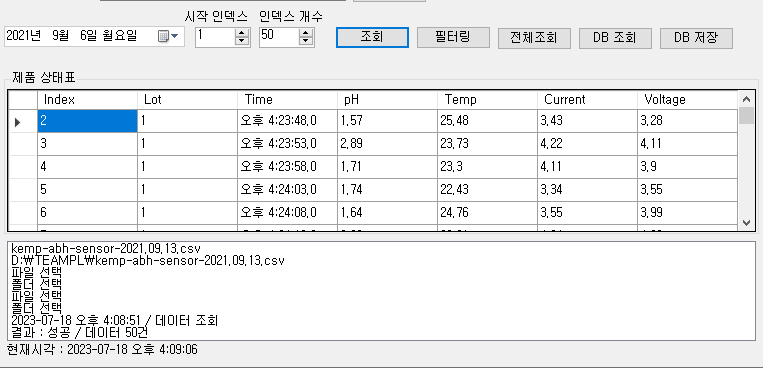 시작 인덱스 인덱스 개수
2021년 9월 6일 월요일 1 50 조회 필터링 전체조회 DB 조회 DB 저장
제품 상태표
Index Lot Time pH Temp Current Voltage
2 1 오후 4:23:48.0 1.57 25.48 3.43 3.28
3 1 오후 4:23:53.0 2.89 23.73 4.22 4.11
4 1 오후 4:23:58.0 1.71 23.3 4.11 3.9
5 1 오후 4:24:03.0 1.74 22.43 3.34 3.55
6 1 오후 4:24:08.0 1.64 24.76 3.55 3.99
kemp-abh-sensor-2021.09.13.csv
D:\TEAMPL\kemp-abh-sensor-2021.09.13.csv
파일 선택
폴더 선택
파일 선택
폴더 선택
2023-07-18 오후 4:08:51 / 데이터 조회
결과 : 성공 / 데이터 50건
현재시각 : 2023-07-18 오후 4:09:06